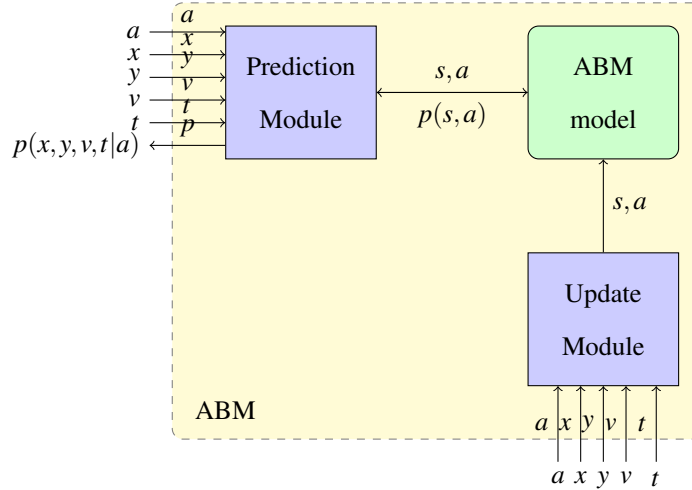 a
a
x
x
y
y
v
v
t
t
p
p(x,y,v,t|a)
Prediction
Module
s,a
p(s,a)
ABM
model
s,a
Update
Module
ABM
a x y v t
a x y v t